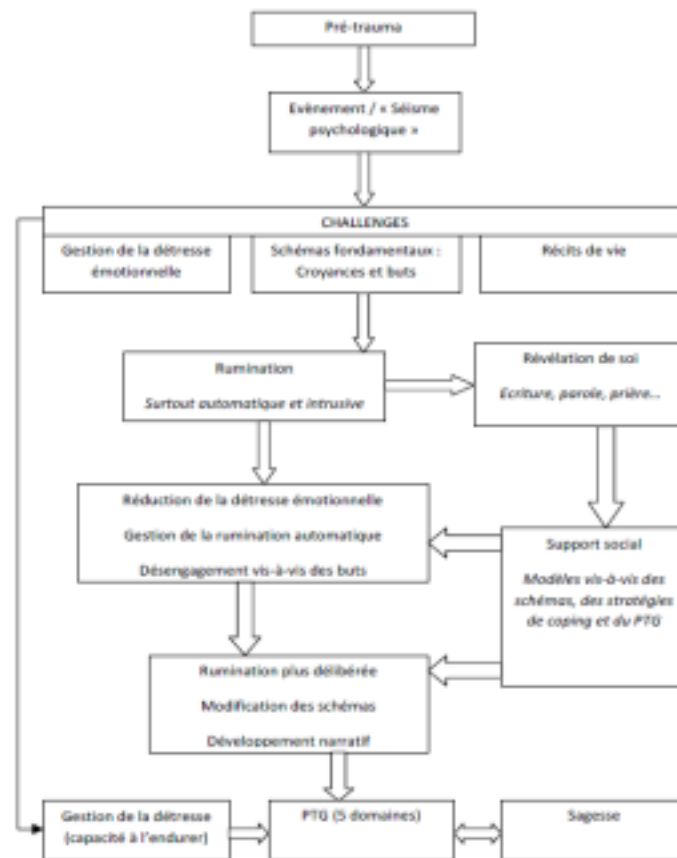 Pré-trauma
Evènement / « Séisme
psychologique »
CHALLENGES
Gestion de la détresse
émotionnelle
Schémas fondamentaux :
Croyances et buts
Récits de vie
Rumination
Surtout automatique et intrusive
Révélation de soi
Ecriture, parole, prière...
Réduction de la détresse émotionnelle
Gestion de la rumination automatique
Désengagement vis-à-vis des buts
Support social
Modèles vis-à-vis des
schémas, des stratégies
de coping et du PTG
Rumination plus délibérée
Modification des schémas
Développement narratif
Gestion de la détresse
(capacité à l'endurer)
PTG (5 domaines)
Sagesse